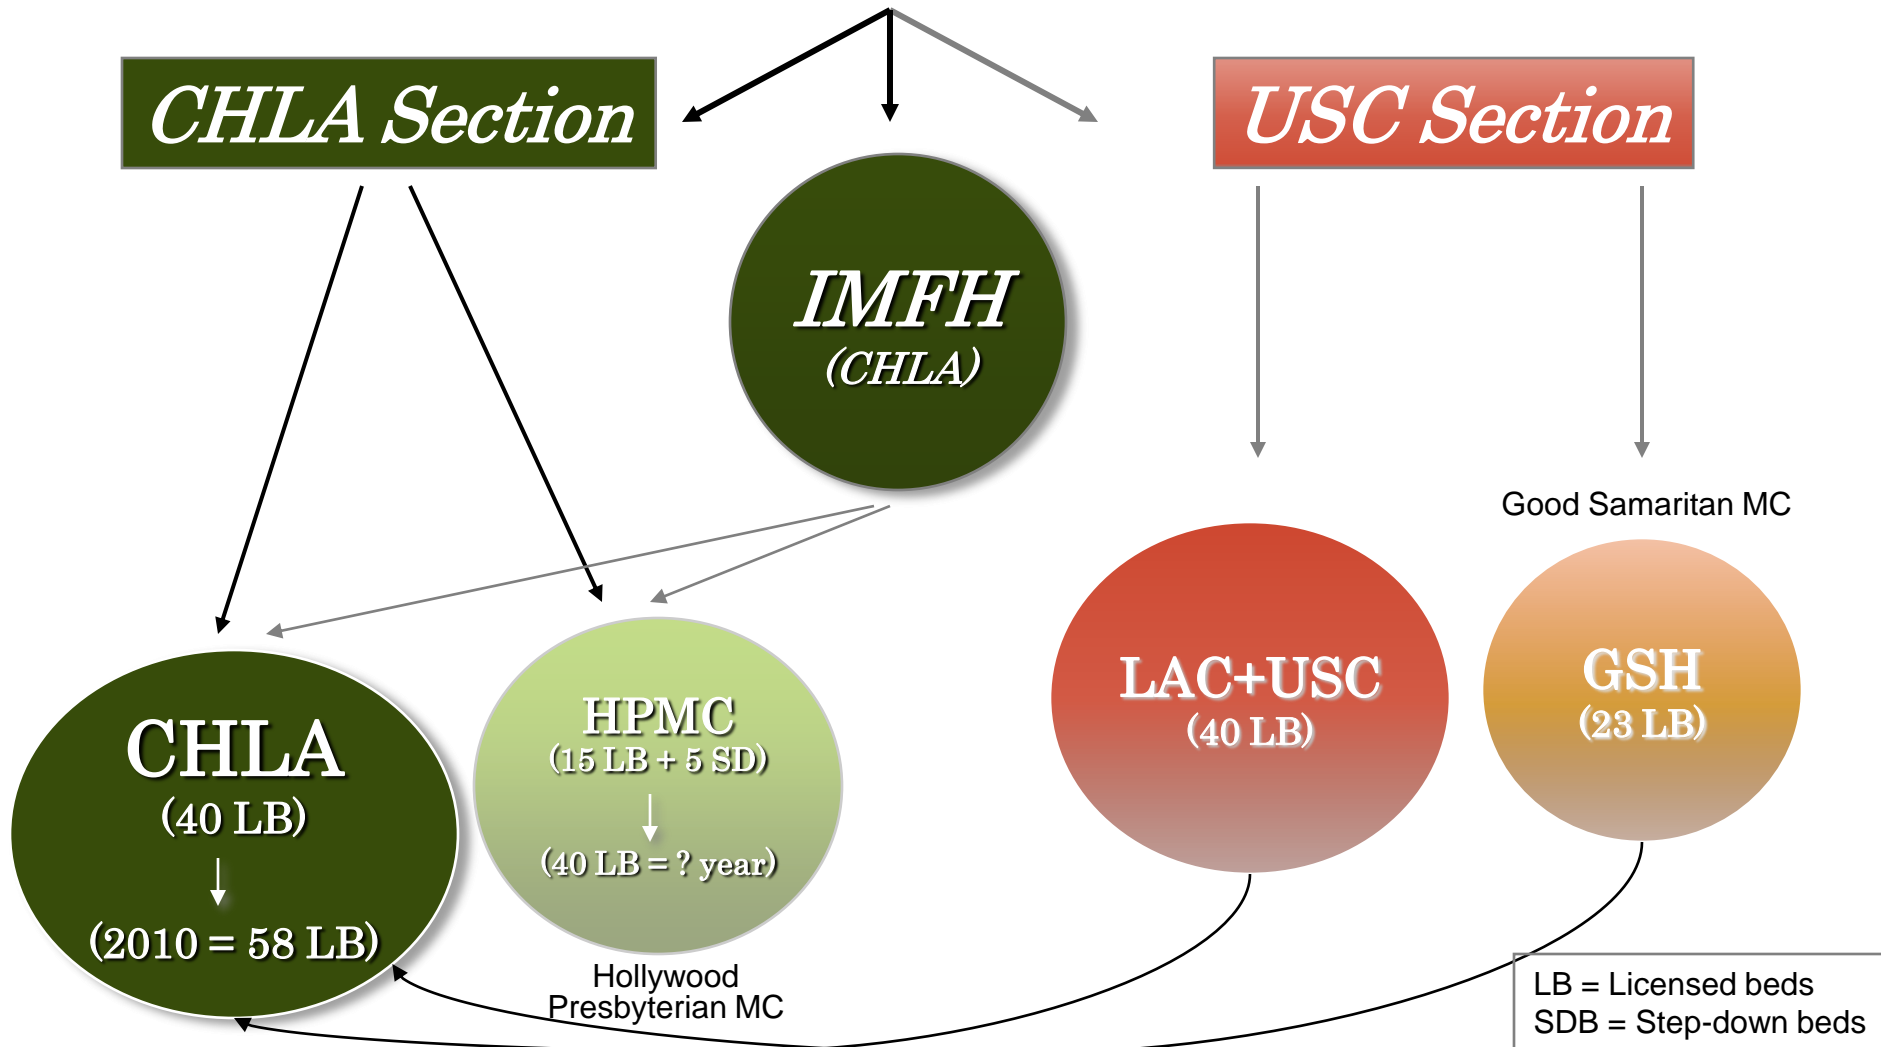 CHLA Section
USC Section
IMFH
(CHLA)
Good Samaritan MC
CHLA
(40 LB)
(2010 = 58 LB)
HPMC
(15 LB + 5 SD)
(40 LB = ? year)
Hollywood
Presbyterian MC
LAC+USC
(40 LB)
GSH
(23 LB)
LB = Licensed beds
SDB = Step-down beds